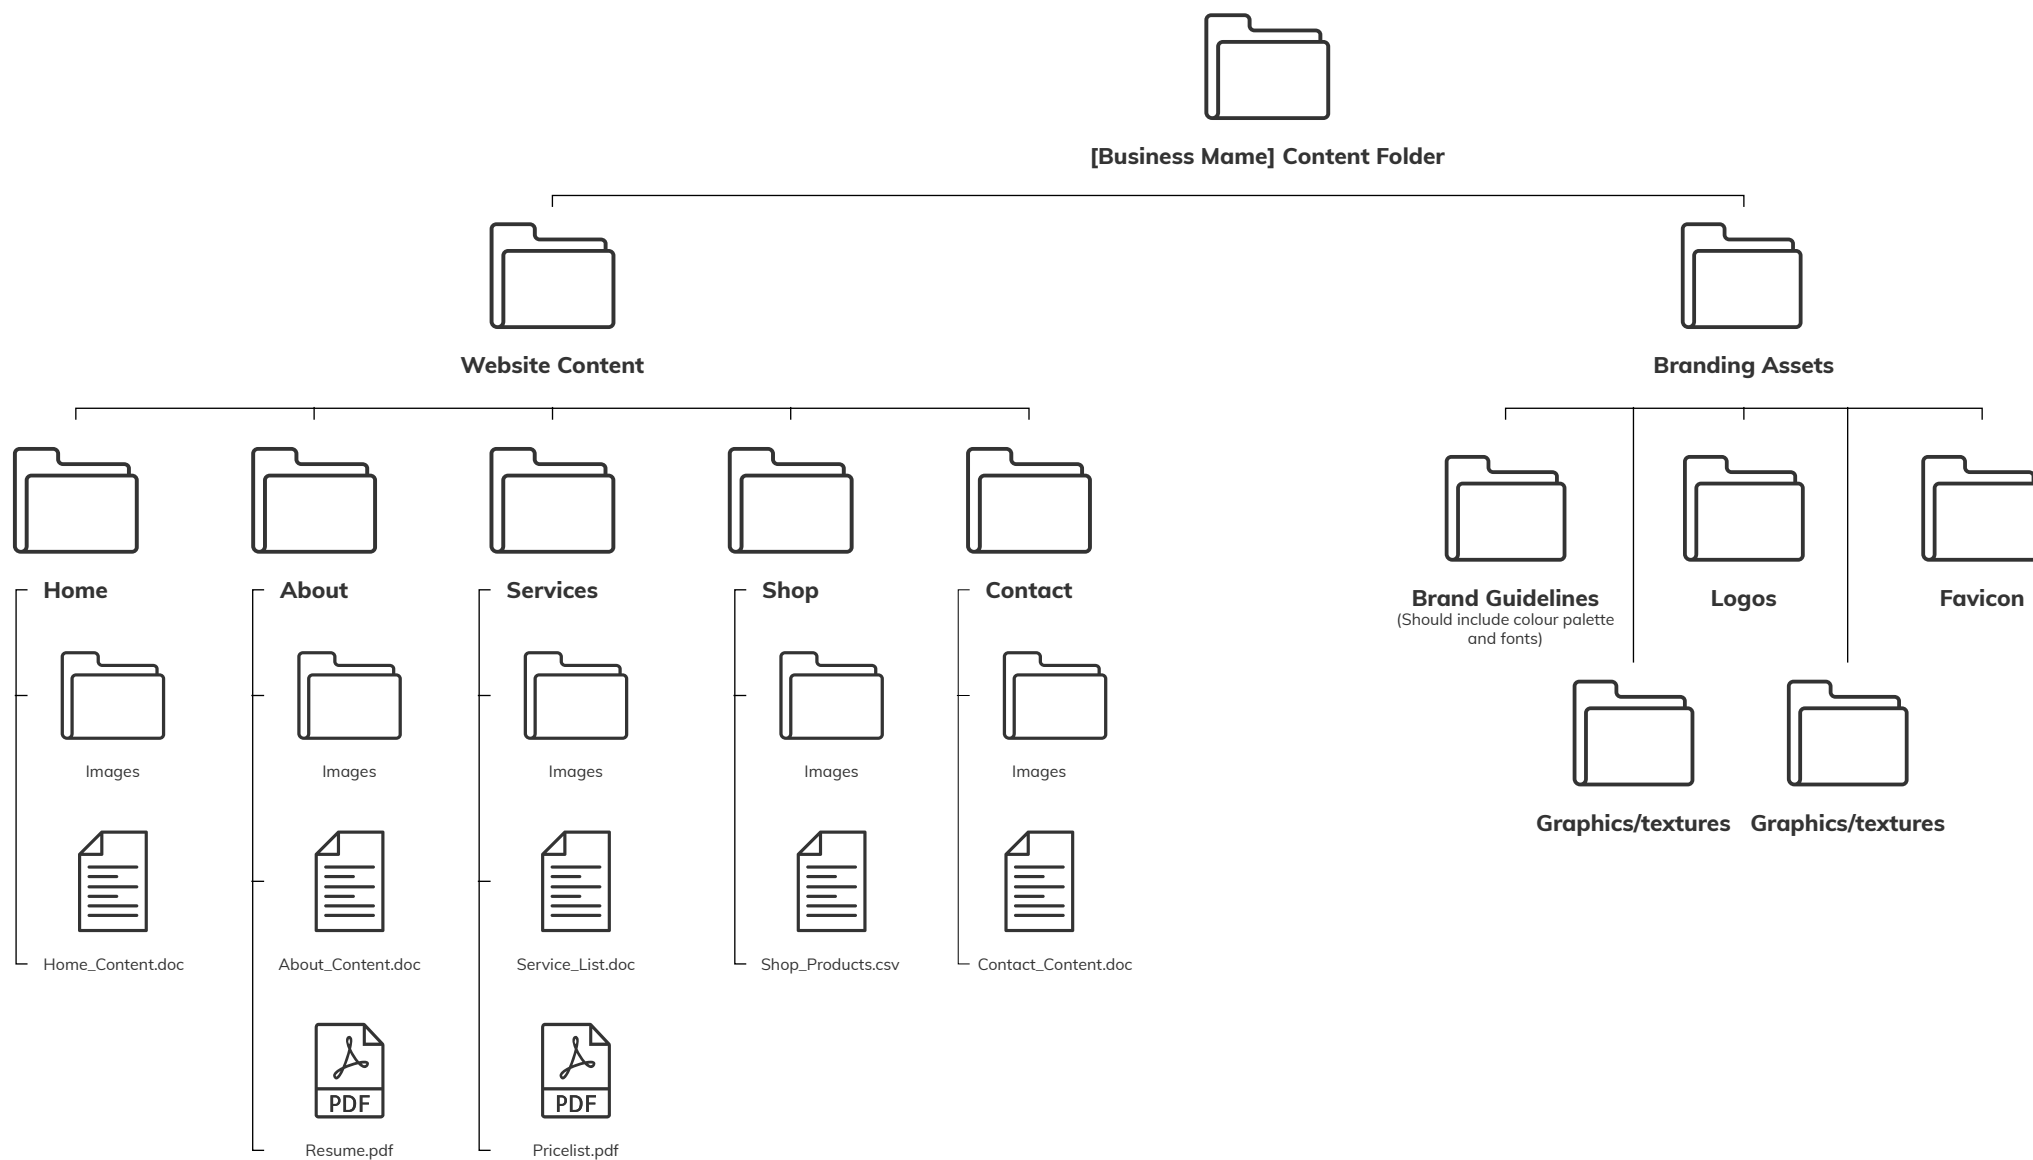 [Business Mame] Content Folder
Website Content
Branding Assets
Home
About
Services
Shop
Contact
Brand Guidelines
(Should include colour palette
and fonts)
Logos
Favicon
Images
Images
Images
Images
Images
Graphics/textures
Graphics/textures
Home_Content.doc
About_Content.doc
Service_List.doc
Shop_Products.csv
Contact_Content.doc
PDF
PDF
Resume.pdf
Pricelist.pdf